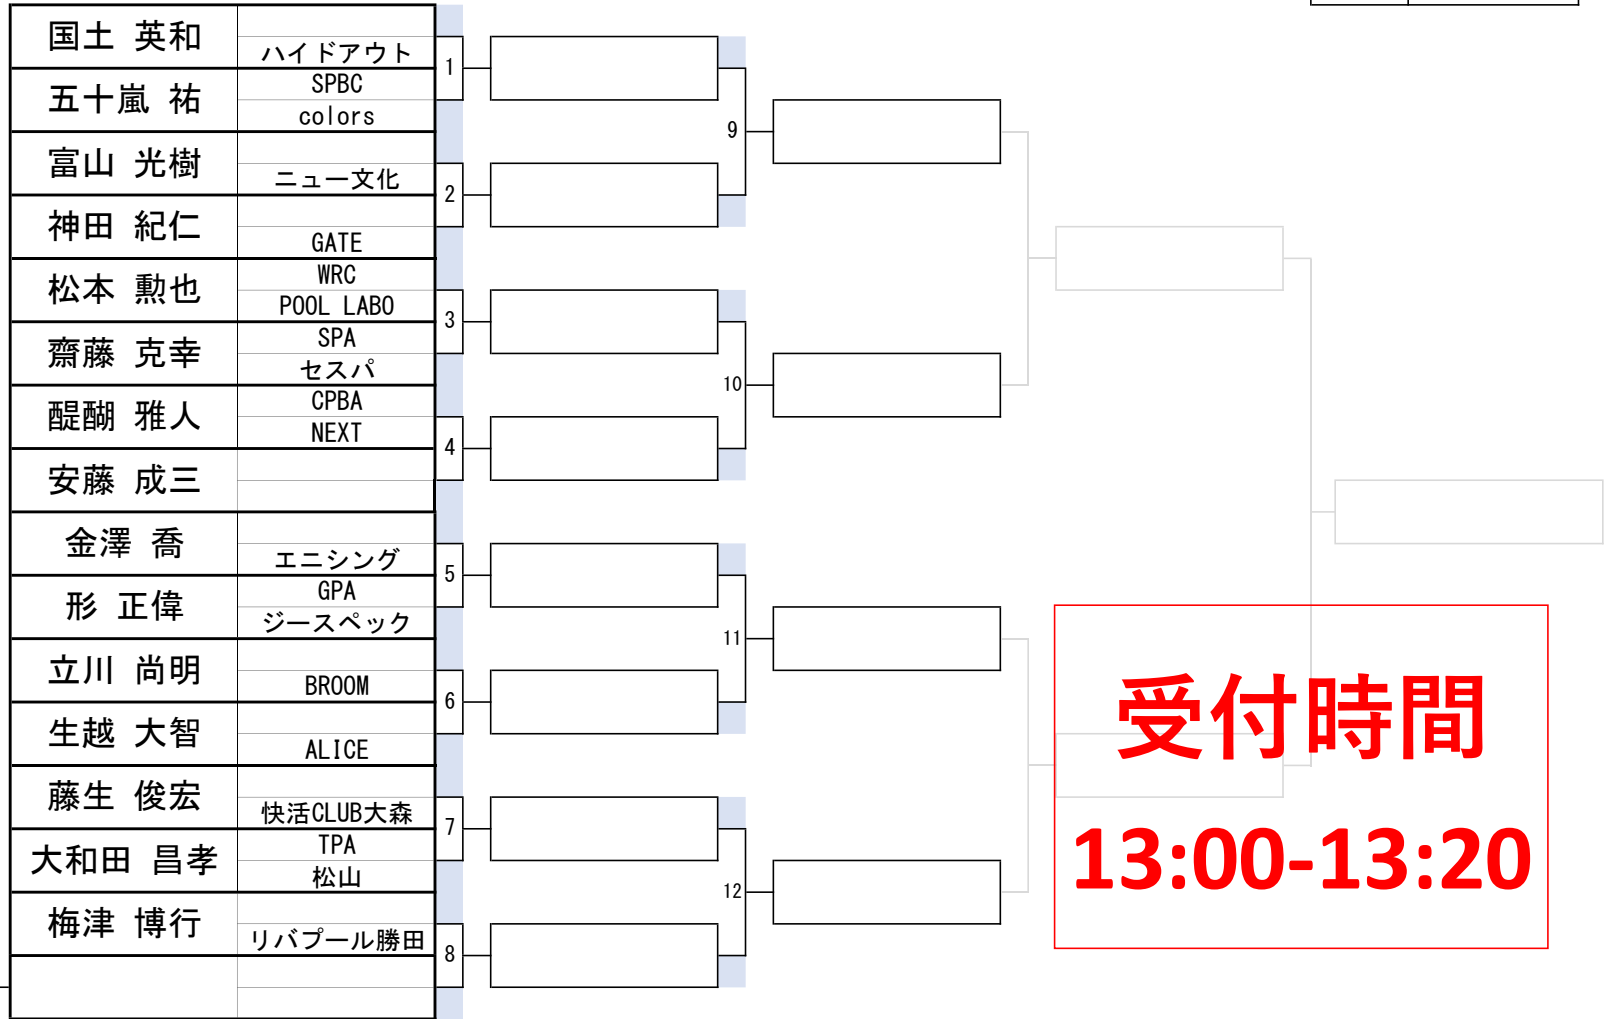 国土 英和
ハイドアウト
1
五十嵐 祐
SPBC
colors
9
富山 光樹
ニュー文化
2
神田 紀仁
GATE
松本 勲也
WRC
POOL LABO
3
齋藤 克幸
SPA
セスパ
10
醍醐 雅人
CPBA
NEXT
4
安藤 成三
金澤 喬
エニシング
5
形 正偉
GPA
ジースペック
11
立川 尚明
BROOM
6
生越 大智
ALICE
藤生 俊宏
快活CLUB大森
7
大和田 昌孝
TPA
松山
12
梅津 博行
リバプール勝田
8
受付時間
13:00-13:20